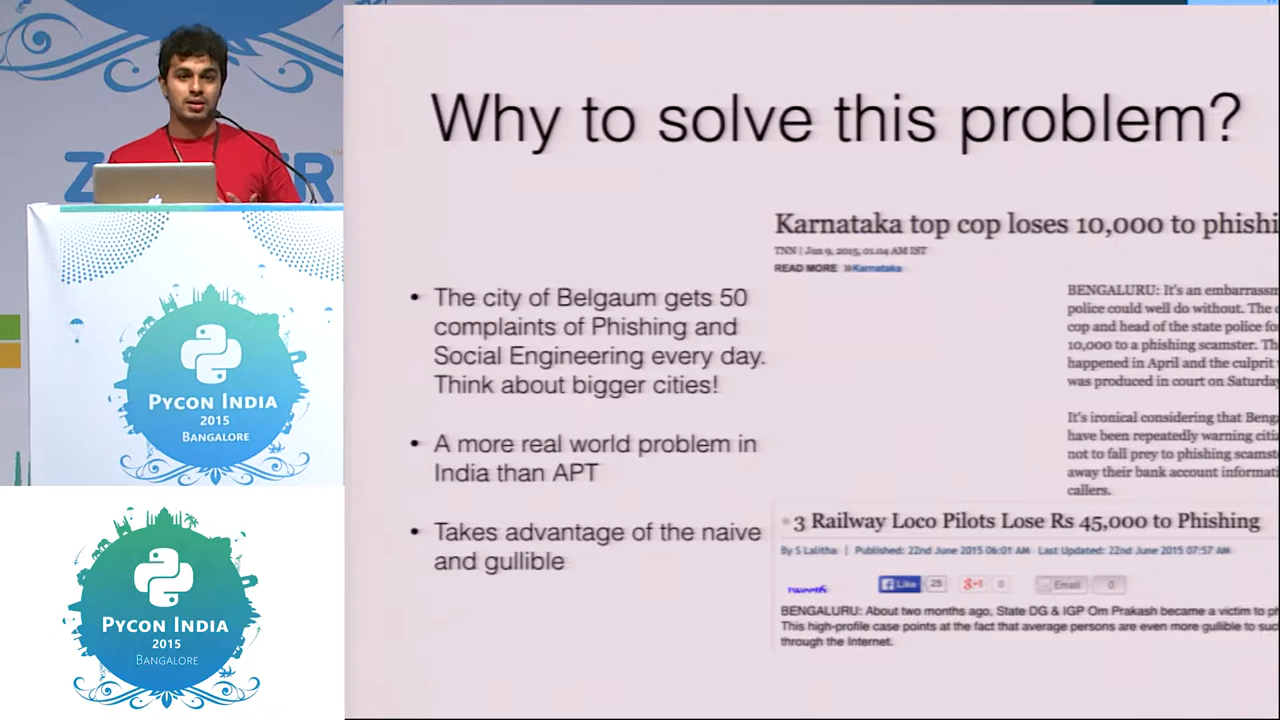 Why to solve this problem?
Karnataka top cop loses 10,000 to phishi
TNN | Jun 9, 2015, 01.04 AM IST
READ MORE »Karnataka
• The city of Belgaum gets 50
complaints of Phishing and
Social Engineering every day.
Think about bigger cities!
• A more real world problem in
India than APT
• Takes advantage of the naive
and gullible
BENGALURU: It's an embarrassm
police could well do without. The
cop and head of the state police fo
10,000 to a phishing scamster. Th
happened in April and the culprit
was produced in court on Saturday
It's ironical considering that Beng
have been repeatedly warning citi
not to fall prey to phishing scamst
away their bank account informati
callers.
3 Railway Loco Pilots Lose Rs 45,000 to Phishing
By S Lalitha | Published: 22nd June 2015 06:01 AM Last Updated: 22nd June 2015 07:57 AM
Like 25 g+1 0 Email 0
BENGALURU: About two months ago, State DG & IGP Om Prakash became a victim to ph
This high-profile case points at the fact that average persons are even more gullible to suc
through the Internet.
PYCON INDIA
2015
BANGALORE
PYCON INDIA
2015
BANGALORE